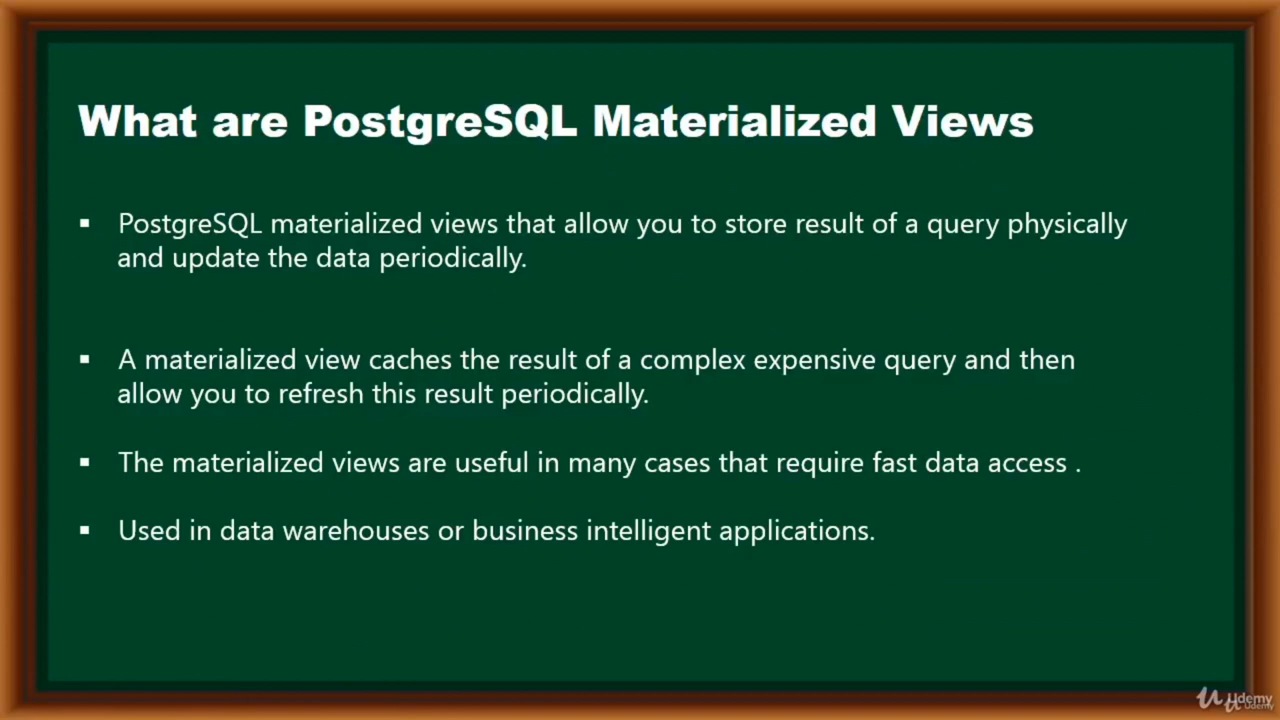 What are PostgreSQL Materialized Views
▪ PostgreSQL materialized views that allow you to store result of a query physically
and update the data periodically.
▪ A materialized view caches the result of a complex expensive query and then
allow you to refresh this result periodically.
▪ The materialized views are useful in many cases that require fast data access .
▪ Used in data warehouses or business intelligent applications.
Udemy
Udemy